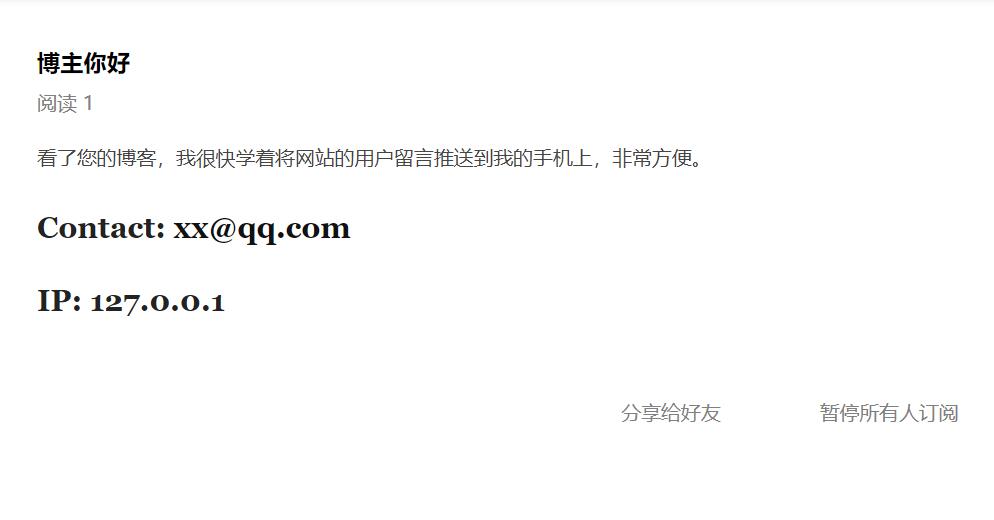 博主你好
阅读 1
看了您的博客，我很快学着将网站的用户留言推送到我的手机上，非常方便。
Contact: xx@qq.com
IP: 127.0.0.1
分享给好友 暂停所有人订阅